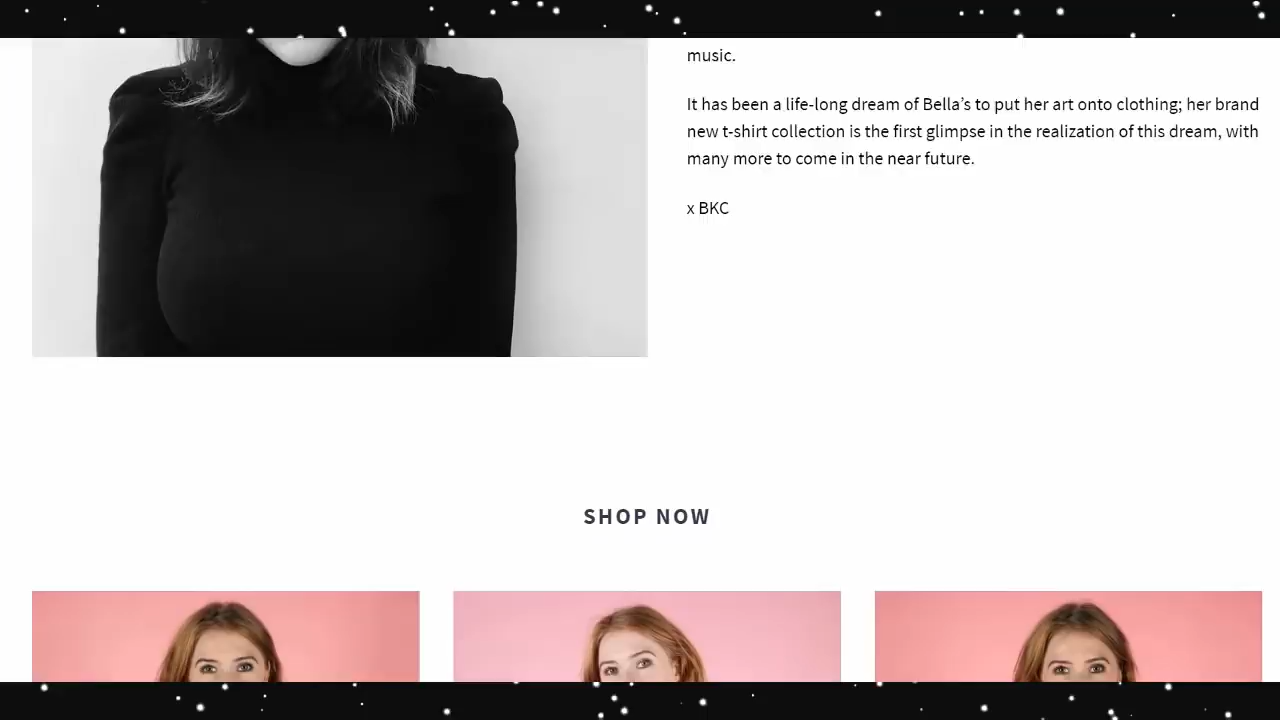 music.
It has been a life-long dream of Bella’s to put her art onto clothing; her brand
new t-shirt collection is the first glimpse in the realization of this dream, with
many more to come in the near future.
x BKC
SHOP NOW